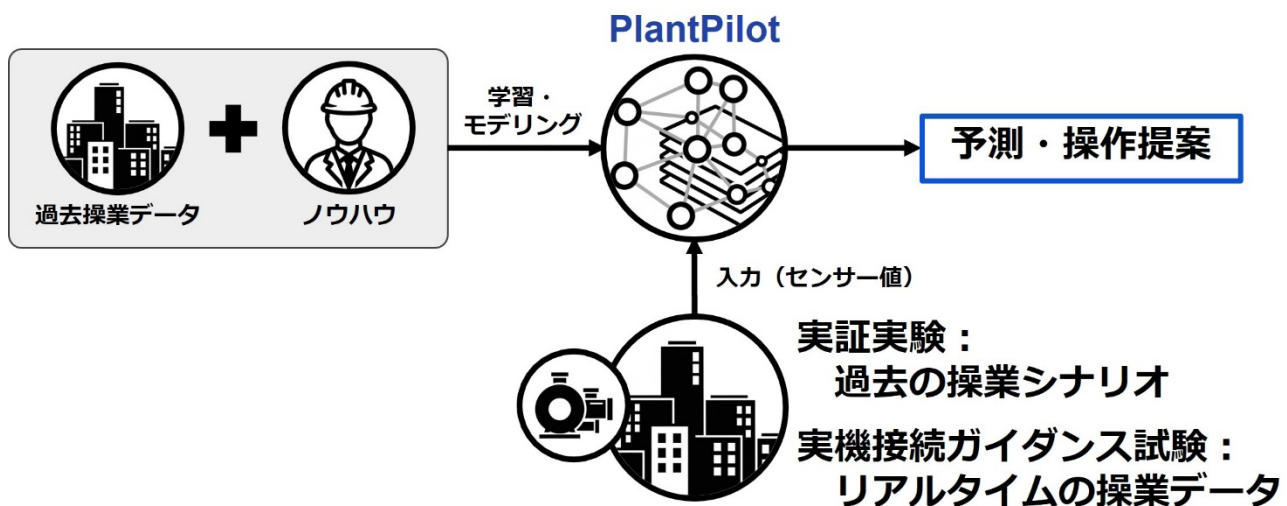 PlantPilot
学習・
モデリング
過去操業データ
ノウハウ
予測・操作提案
入力（センサー値）
実証実験：
過去の操業シナリオ
実機接続ガイダンス試験：
リアルタイムの操業データ